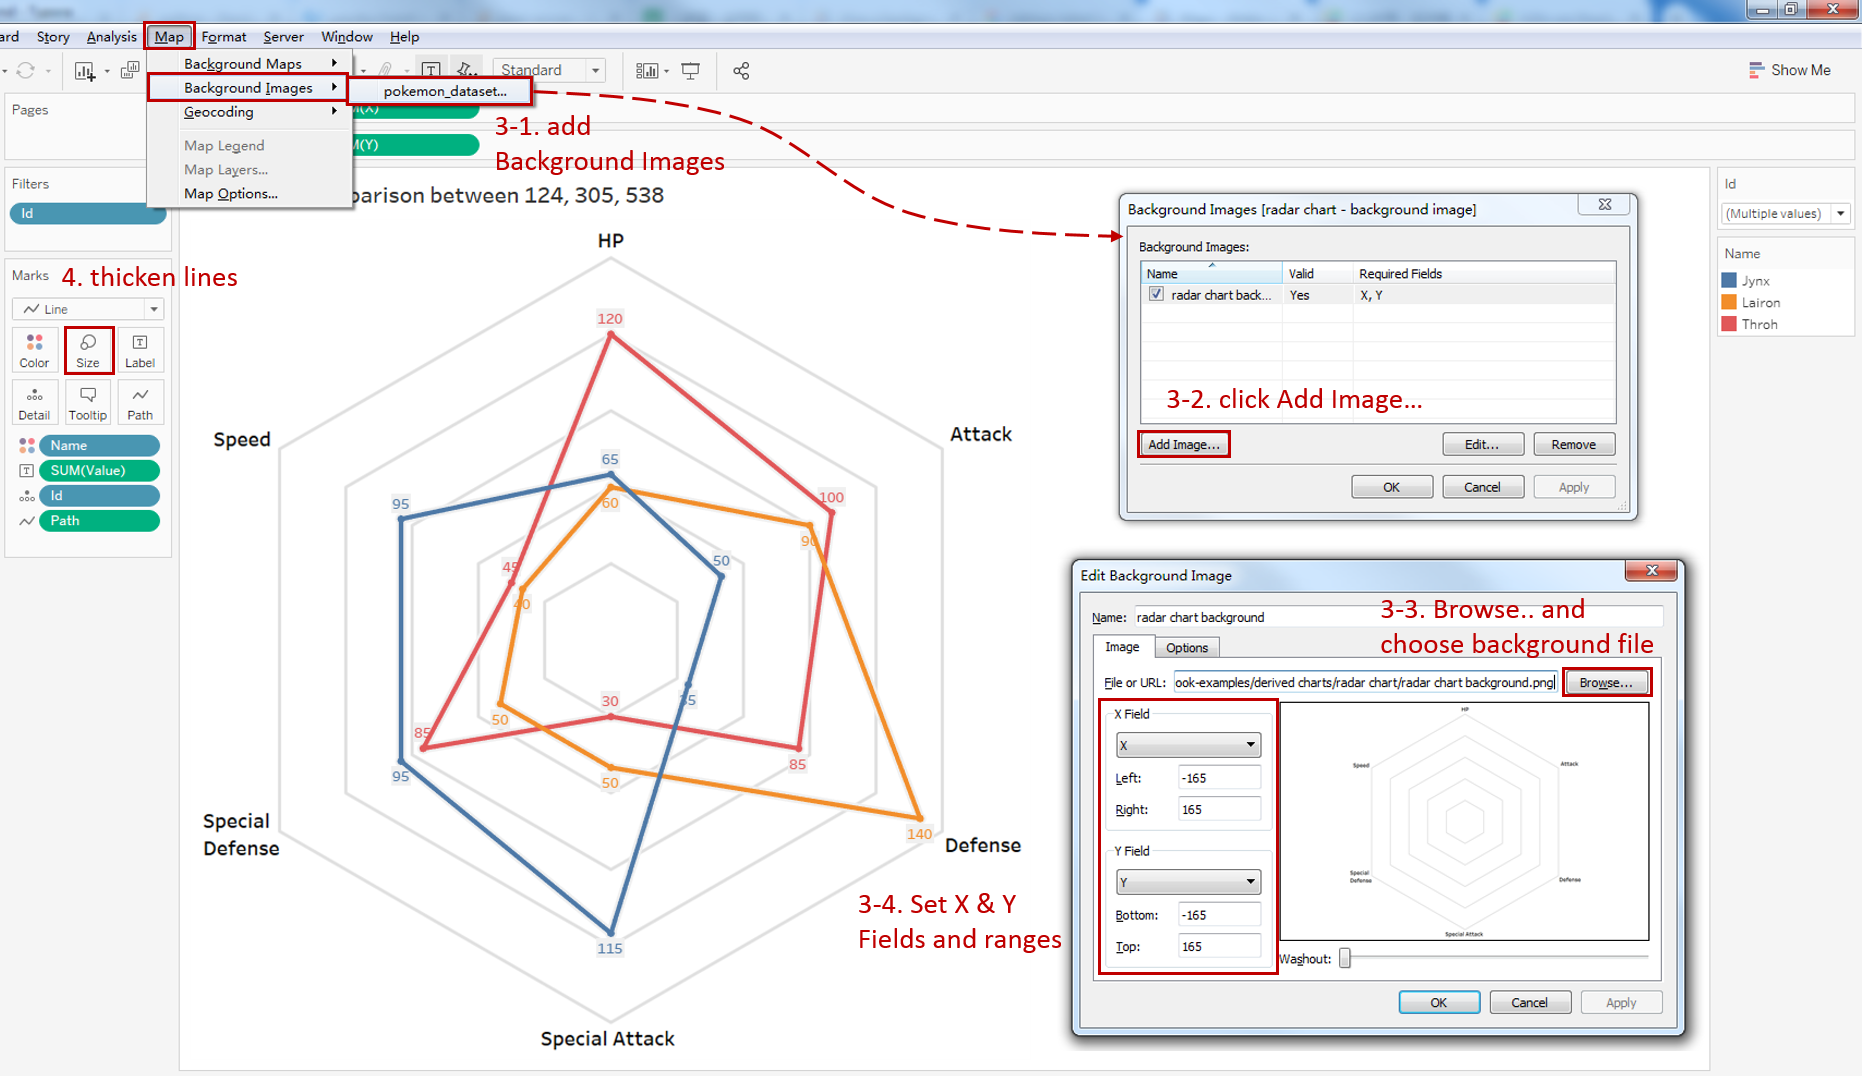 ard Story Analysis Map Format Server Window Help
Background Maps
Background Images
pokemon_dataset...
Geocoding
Map Legend
Map Layers...
Map Options...
Standard
Show Me
Pages
M(X)
M(Y)
3-1. add
Background Images
Filters
Id
parison between 124, 305, 538
Marks
4. thicken lines
Line
Color
Size
Label
Detail
Tooltip
Path
Name
SUM(Value)
Id
Path
HP
Attack
Defense
Special Attack
Special
Defense
Speed
120
100
65
60
95
90
50
45
40
35
30
85
50
85
95
50
140
115
Id
(Multiple values)
Name
Jynx
Lairon
Throh
Background Images [radar chart - background image]
Background Images:
Name Valid Required Fields
radar chart back... Yes X, Y
3-2. click Add Image...
Add Image...
Edit...
Remove
OK
Cancel
Apply
3-4. Set X & Y
Fields and ranges
Edit Background Image
Name: radar chart background
3-3. Browse.. and
choose background file
Image
Options
File or URL: ook-examples/derived charts/radar chart/radar chart background.png
Browse...
X Field
X
Left: -165
Right: 165
Y Field
Y
Bottom: -165
Top: 165
HP
Attack
Defense
Special Attack
Special
Defense
Speed
Washout:
OK
Cancel
Apply